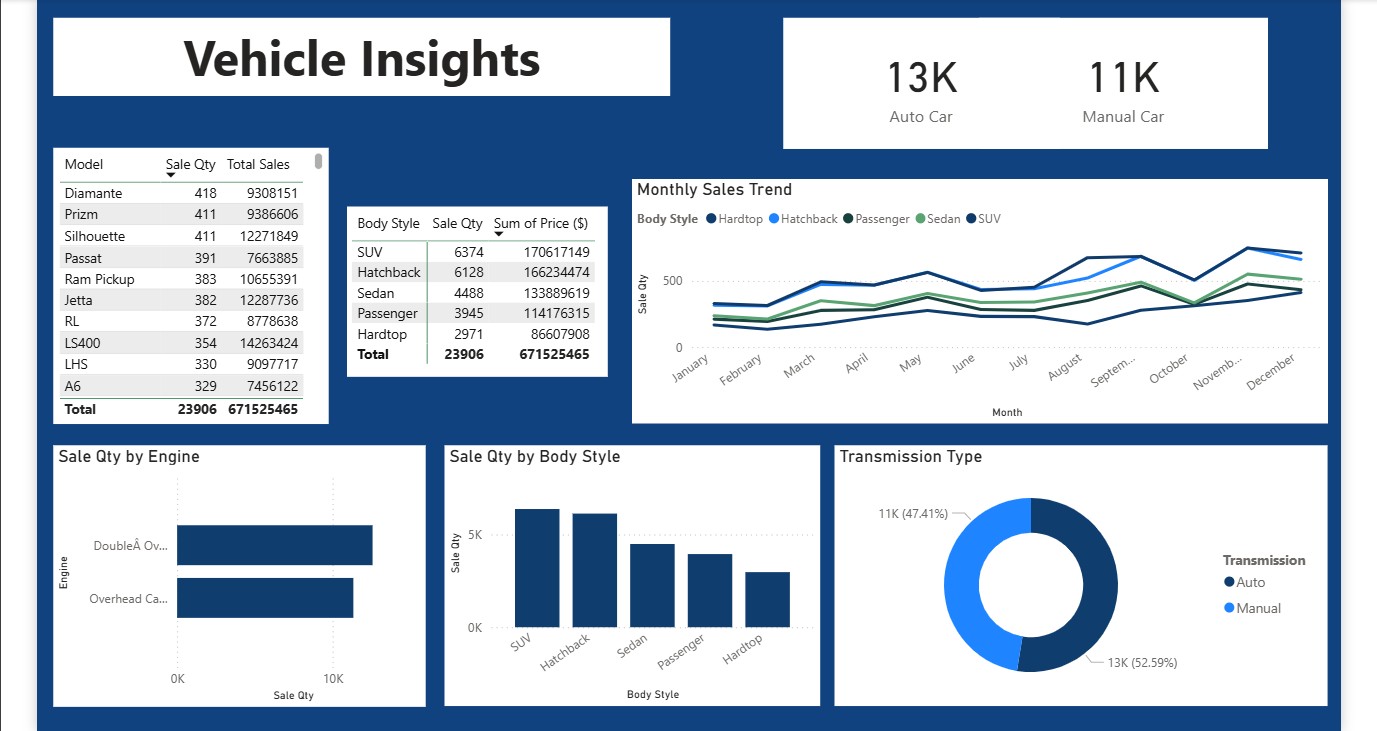 Vehicle Insights
13K
Auto Car
11K
Manual Car
Model Sale Qty Total Sales
Diamante 418 9308151
Prizm 411 9386606
Silhouette 411 12271849
Passat 391 7663885
Ram Pickup 383 10655391
Jetta 382 12287736
RL 372 8778638
LS400 354 14263424
LHS 330 9097717
A6 329 7456122
Total 23906 671525465
Body Style Sale Qty Sum of Price ($)
SUV 6374 170617149
Hatchback 6128 166234474
Sedan 4488 133889619
Passenger 3945 114176315
Hardtop 2971 86607908
Total 23906 671525465
Monthly Sales Trend
Body Style Hardtop Hatchback Passenger Sedan SUV
Sale Qty
500
0
January February March April May June July August Septem... October Novemb... December
Month
Sale Qty by Engine
Engine
DoubleÂ Ov...
Overhead Ca...
0K 10K
Sale Qty
Sale Qty by Body Style
Sale Qty
5K
0K
SUV Hatchback Sedan Passenger Hardtop
Body Style
Transmission Type
11K (47.41%)
13K (52.59%)
Transmission
Auto
Manual